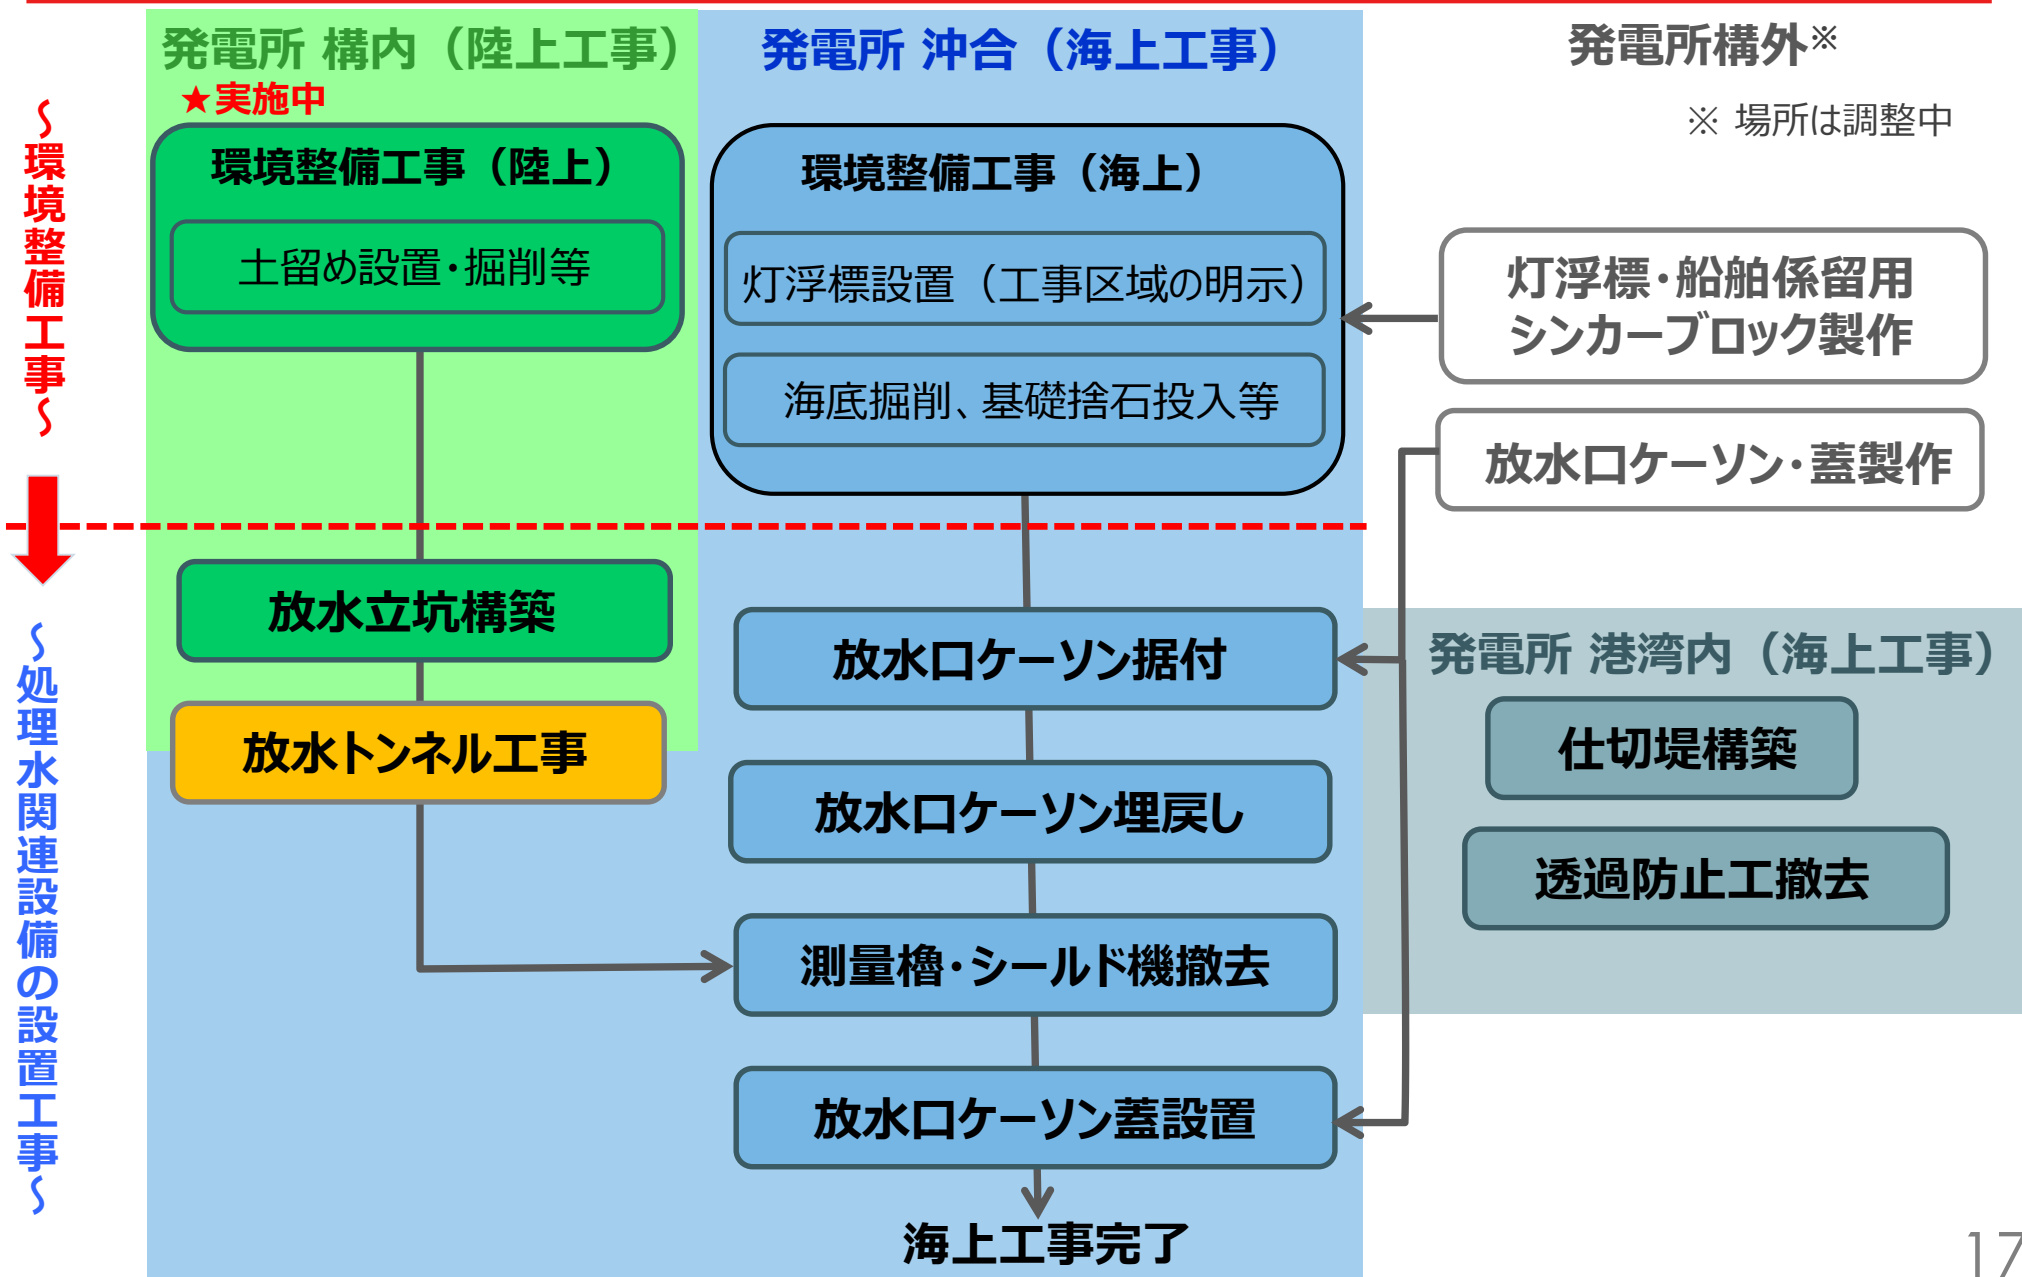 発電所 構内（陸上工事）
★実施中
環境整備工事（陸上）
土留め設置・掘削等
放水立坑構築
放水トンネル工事
発電所 沖合（海上工事）
環境整備工事（海上）
灯浮標設置（工事区域の明示）
海底掘削、基礎捨石投入等
放水口ケーソン据付
放水口ケーソン埋戻し
測量櫓・シールド機撤去
放水口ケーソン蓋設置
海上工事完了
発電所構外※
※ 場所は調整中
灯浮標・船舶係留用
シンカーブロック製作
放水口ケーソン・蓋製作
発電所 港湾内（海上工事）
仕切堤構築
透過防止工撤去
～環境整備工事～
～処理水関連設備の設置工事～
17